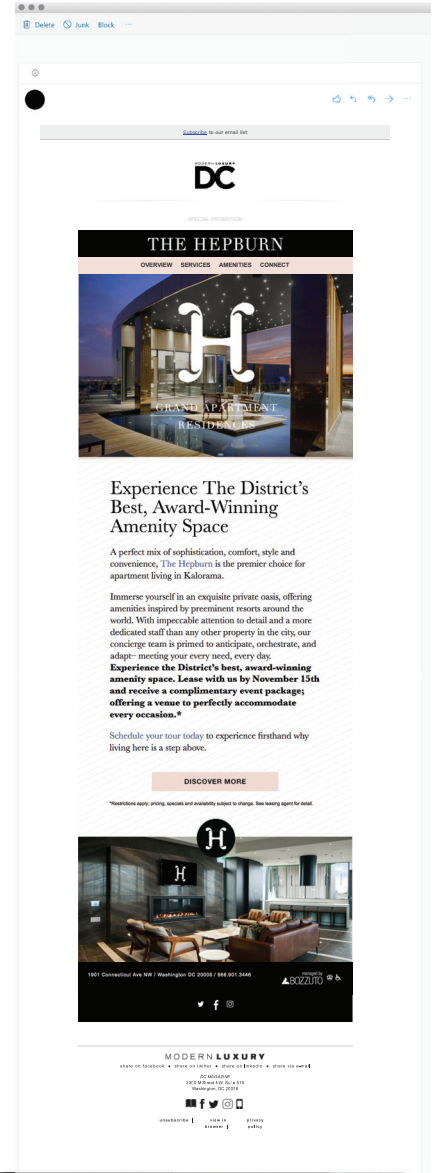 Delete Junk Block ...
Subscribe to our email list
MODERN LUXURY
DC
- SPECIAL PROMOTION -
THE HEPBURN
OVERVIEW SERVICES AMENITIES CONNECT
H
GRAND APARTMENT
RESIDENCES
Experience The District's
Best, Award-Winning
Amenity Space
A perfect mix of sophistication, comfort, style and
convenience, The Hepburn is the premier choice for
apartment living in Kalorama.
Immerse yourself in an exquisite private oasis, offering
amenities inspired by preeminent resorts around the
world. With impeccable attention to detail and a more
dedicated staff than any other property in the city, our
concierge team is primed to anticipate, orchestrate, and
adapt– meeting your every need, every day.
Experience the District's best, award-winning
amenity space. Lease with us by November 15th
and receive a complimentary event package;
offering a venue to perfectly accommodate
every occasion.*
Schedule your tour today to experience firsthand why
living here is a step above.
DISCOVER MORE
*Restrictions apply; pricing, specials and availability subject to change. See leasing agent for detail.
H
H
1901 Connecticut Ave NW / Washington DC 20009 / 866.901.3446
managed by
BOZZUTO
MODERN LUXURY
share on facebook • share on twitter • share on linkedin • share via e-mail
DC MAGAZINE
Washington, DC 20036
unsubscribe | view in browser | privacy policy